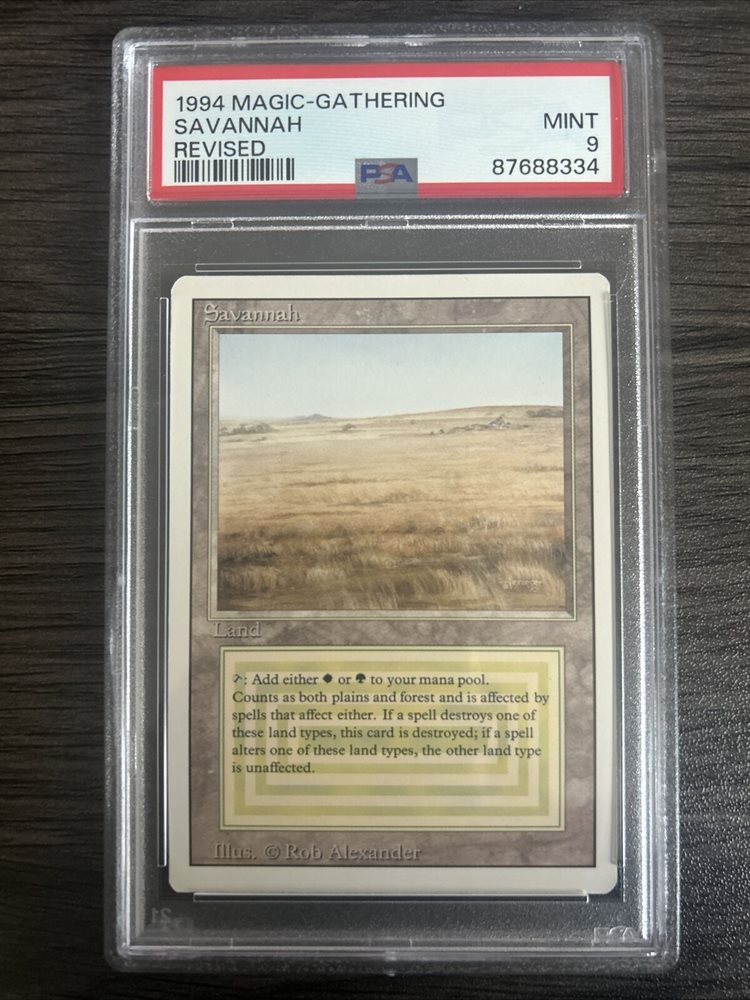 1994 MAGIC-GATHERING
SAVANNAH MINT
REVISED 9
87688334
PSA
Savannah
Land
: Add either or to your mana pool.
Counts as both plains and forest and is affected by
spells that affect either. If a spell destroys one of
these land types, this card is destroyed; if a spell
alters one of these land types, the other land type
is unaffected.
Illus. © Rob Alexander